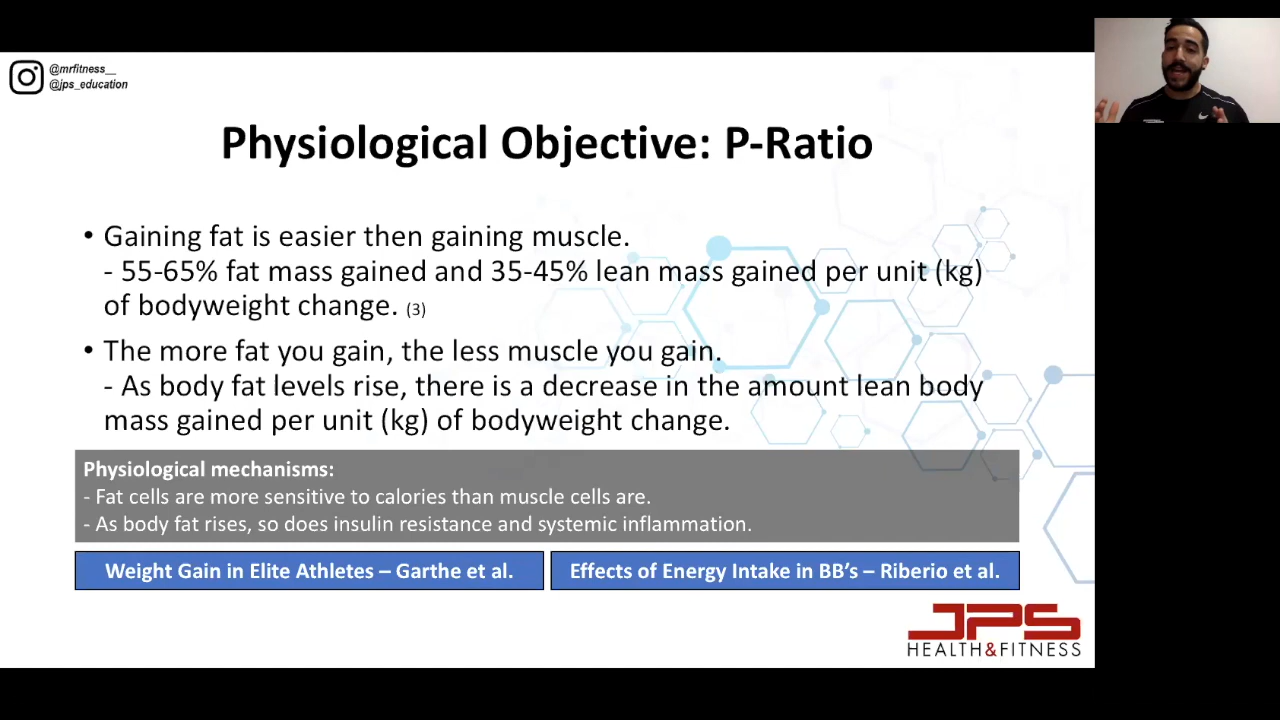 @mrfitness__
@jps_education
Physiological Objective: P-Ratio
• Gaining fat is easier then gaining muscle.
- 55-65% fat mass gained and 35-45% lean mass gained per unit (kg)
of bodyweight change. (3)
• The more fat you gain, the less muscle you gain.
- As body fat levels rise, there is a decrease in the amount lean body
mass gained per unit (kg) of bodyweight change.
Physiological mechanisms:
- Fat cells are more sensitive to calories than muscle cells are.
- As body fat rises, so does insulin resistance and systemic inflammation.
Weight Gain in Elite Athletes – Garthe et al.
Effects of Energy Intake in BB’s – Riberio et al.
JPS
HEALTH&FITNESS